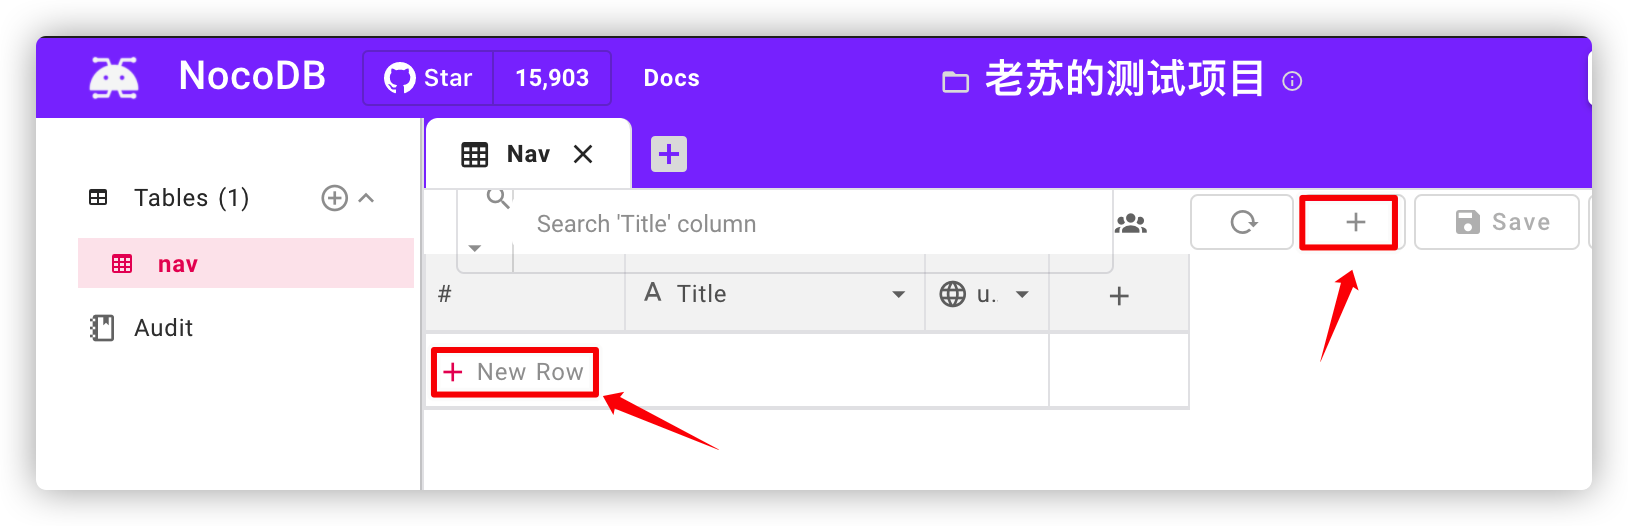 NocoDB Star 15,903 Docs 老苏的测试项目
Nav
Tables (1)
Search 'Title' column
Save
nav
# Title u.
Audit
New Row